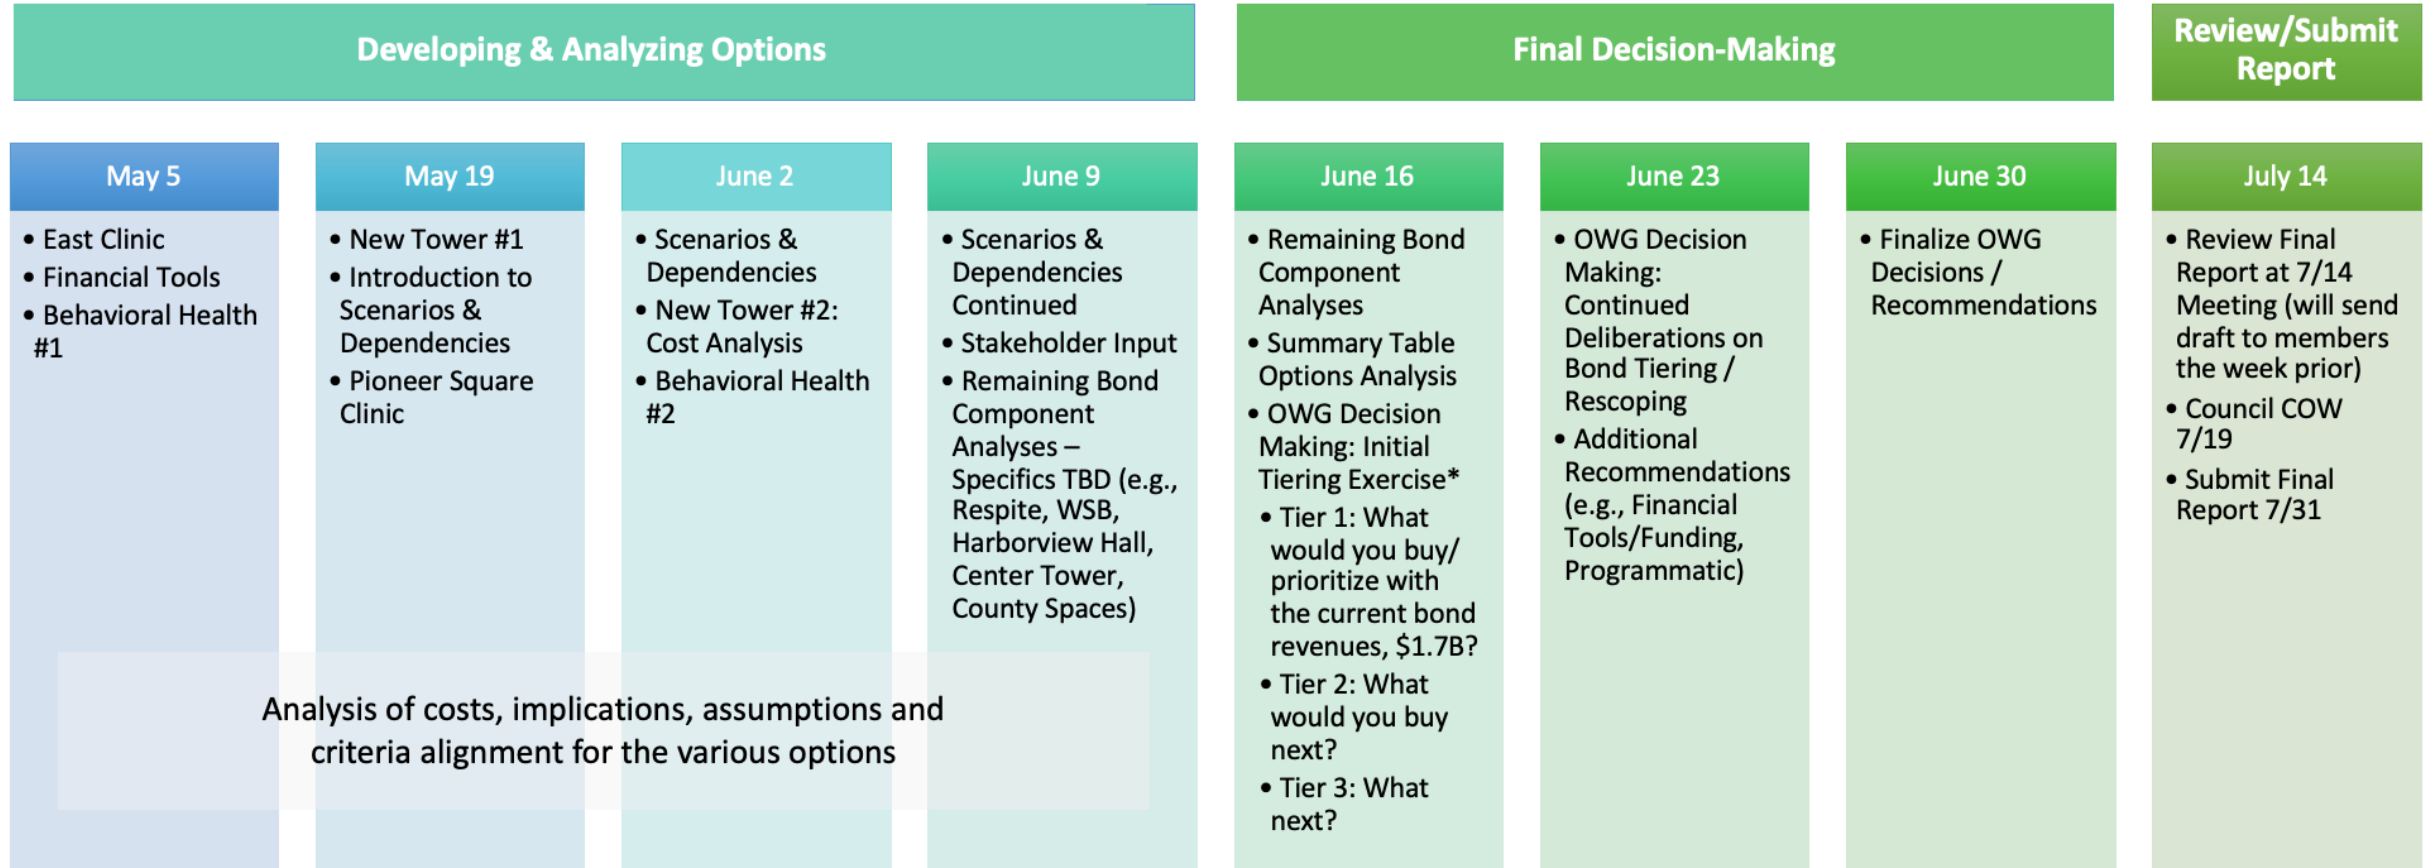 Developing & Analyzing Options
Final Decision-Making
Review/Submit
Report
May 5
• East Clinic
• Financial Tools
• Behavioral Health
#1
May 19
• New Tower #1
• Introduction to
Scenarios &
Dependencies
• Pioneer Square
Clinic
June 2
• Scenarios &
Dependencies
• New Tower #2:
Cost Analysis
• Behavioral Health
#2
June 9
• Scenarios &
Dependencies
Continued
• Stakeholder Input
• Remaining Bond
Component
Analyses –
Specifics TBD (e.g.,
Respite, WSB,
Harborview Hall,
Center Tower,
County Spaces)
Analysis of costs, implications, assumptions and
criteria alignment for the various options
June 16
• Remaining Bond
Component
Analyses
• Summary Table
Options Analysis
• OWG Decision
Making: Initial
Tiering Exercise*
• Tier 1: What
would you buy/
prioritize with
the current bond
revenues, $1.7B?
• Tier 2: What
would you buy
next?
• Tier 3: What
next?
June 23
• OWG Decision
Making:
Continued
Deliberations on
Bond Tiering /
Rescoping
• Additional
Recommendations
(e.g., Financial
Tools/Funding,
Programmatic)
June 30
• Finalize OWG
Decisions /
Recommendations
July 14
• Review Final
Report at 7/14
Meeting (will send
draft to members
the week prior)
• Council COW
7/19
• Submit Final
Report 7/31